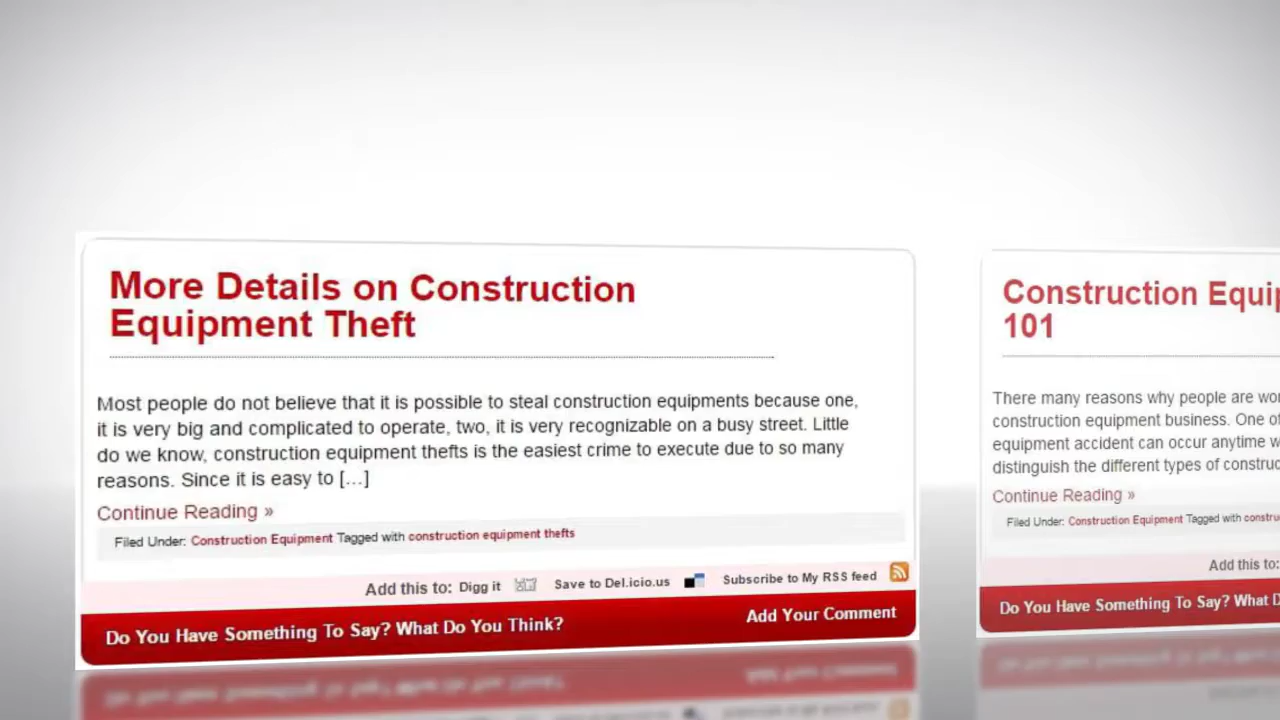 More Details on Construction
Equipment Theft
Most people do not believe that it is possible to steal construction equipments because one,
it is very big and complicated to operate, two, it is very recognizable on a busy street. Little
do we know, construction equipment thefts is the easiest crime to execute due to so many
reasons. Since it is easy to [...]
Continue Reading »
Filed Under: Construction Equipment Tagged with construction equipment thefts
Add this to: Digg it Save to Del.icio.us Subscribe to My RSS feed
Do You Have Something To Say? What Do You Think? Add Your Comment
Construction
101
There many reasons why people are
construction equipment business. One
equipment accident can occur anytime
distinguish the different types of
Continue Reading »
Filed Under: Construction Equipment Tagged with
Add this to:
Do You Have Something To Say? What